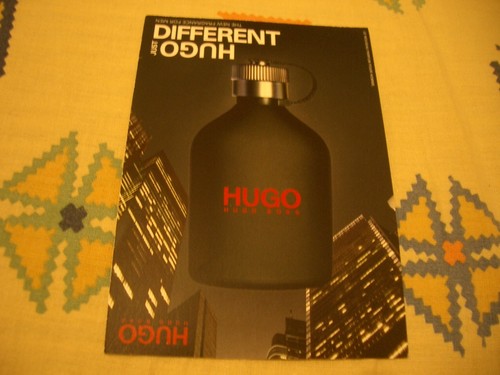 THE NEW FRAGRANCE FOR MEN
DIFFERENT
JUST
HUGO
HUGO
HUGO BOSS
HUGO BOSS
HUGO